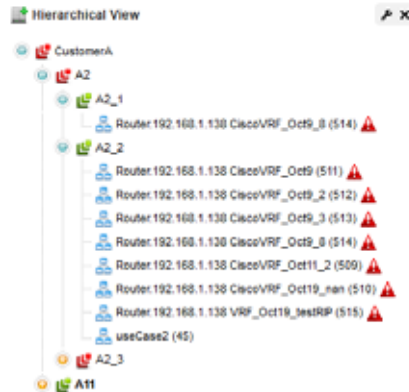 Hierarchical View
CustomerA
A2
A2_1
Router.192.168.1.138 CiscoVRF_Oct9_8 (514)
A2_2
Router.192.168.1.138 CiscoVRF_Oct9 (511)
Router.192.168.1.138 CiscoVRF_Oct9_2 (512)
Router.192.168.1.138 CiscoVRF_Oct9_3 (513)
Router.192.168.1.138 CiscoVRF_Oct9_8 (514)
Router.192.168.1.138 CiscoVRF_Oct11_2 (509)
Router.192.168.1.138 CiscoVRF_Oct19_nan (510)
Router.192.168.1.138 VRF_Oct19_testRIP (515)
useCase2 (45)
A2_3
A11